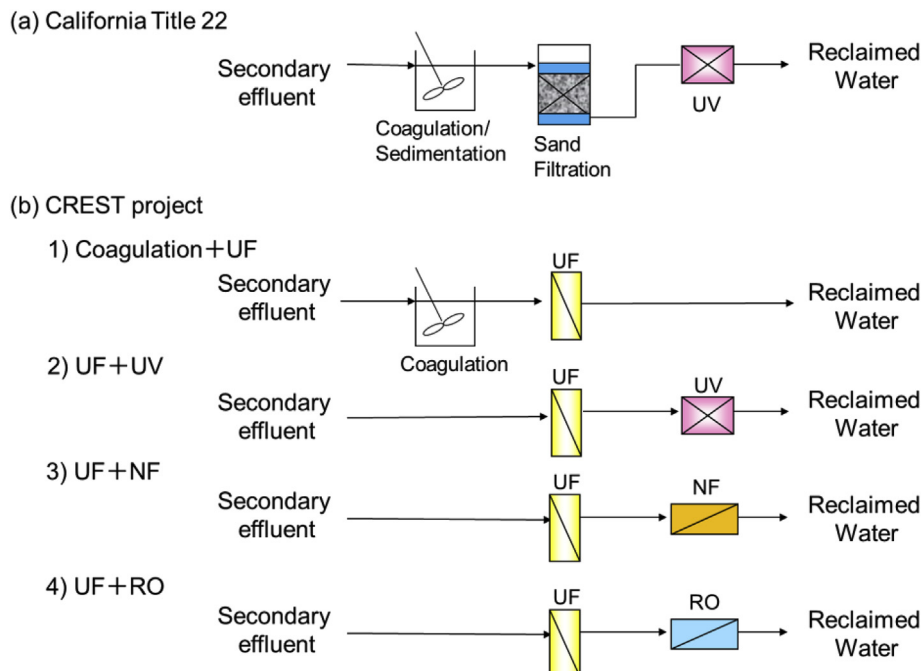 (a) California Title 22
Secondary
effluent
Coagulation/
Sedimentation
Sand
Filtration
UV
Reclaimed
Water
(b) CREST project
1) Coagulation+UF
Secondary
effluent
Coagulation
UF
Reclaimed
Water
2) UF+UV
Secondary
effluent
UF
UV
Reclaimed
Water
3) UF+NF
Secondary
effluent
UF
NF
Reclaimed
Water
4) UF+RO
Secondary
effluent
UF
RO
Reclaimed
Water